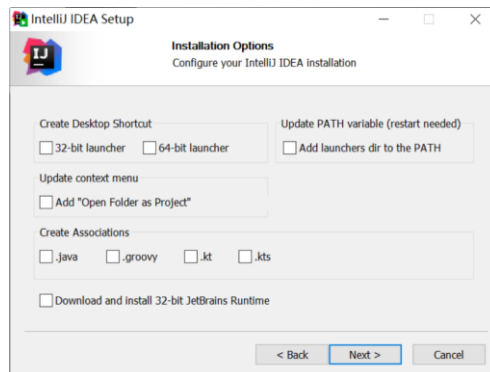 IntelliJ IDEA Setup
IJ
Installation Options
Configure your IntelliJ IDEA installation
Create Desktop Shortcut
32-bit launcher 64-bit launcher
Update PATH variable (restart needed)
Add launchers dir to the PATH
Update context menu
Add "Open Folder as Project"
Create Associations
.java .groovy .kt .kts
Download and install 32-bit JetBrains Runtime
< Back Next > Cancel